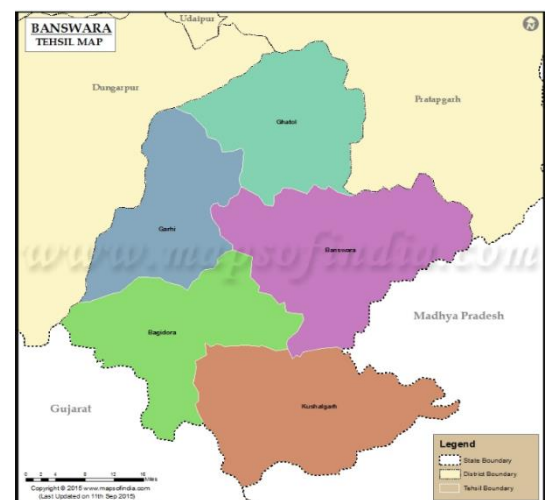 BANSWARA
TEHSIL MAP
Udaipur
Dungarpur
Pratapgarh
Ghatol
Garhi
Banswara
www.mapsofindia.com
Madhya Pradesh
Bagidora
Kushalgarh
Gujarat
Legend
State Boundary
District Boundary
Tehsil Boundary
Copyright © 2015 www.mapsofindia.com
(Last Updated on 11th Sep 2015)